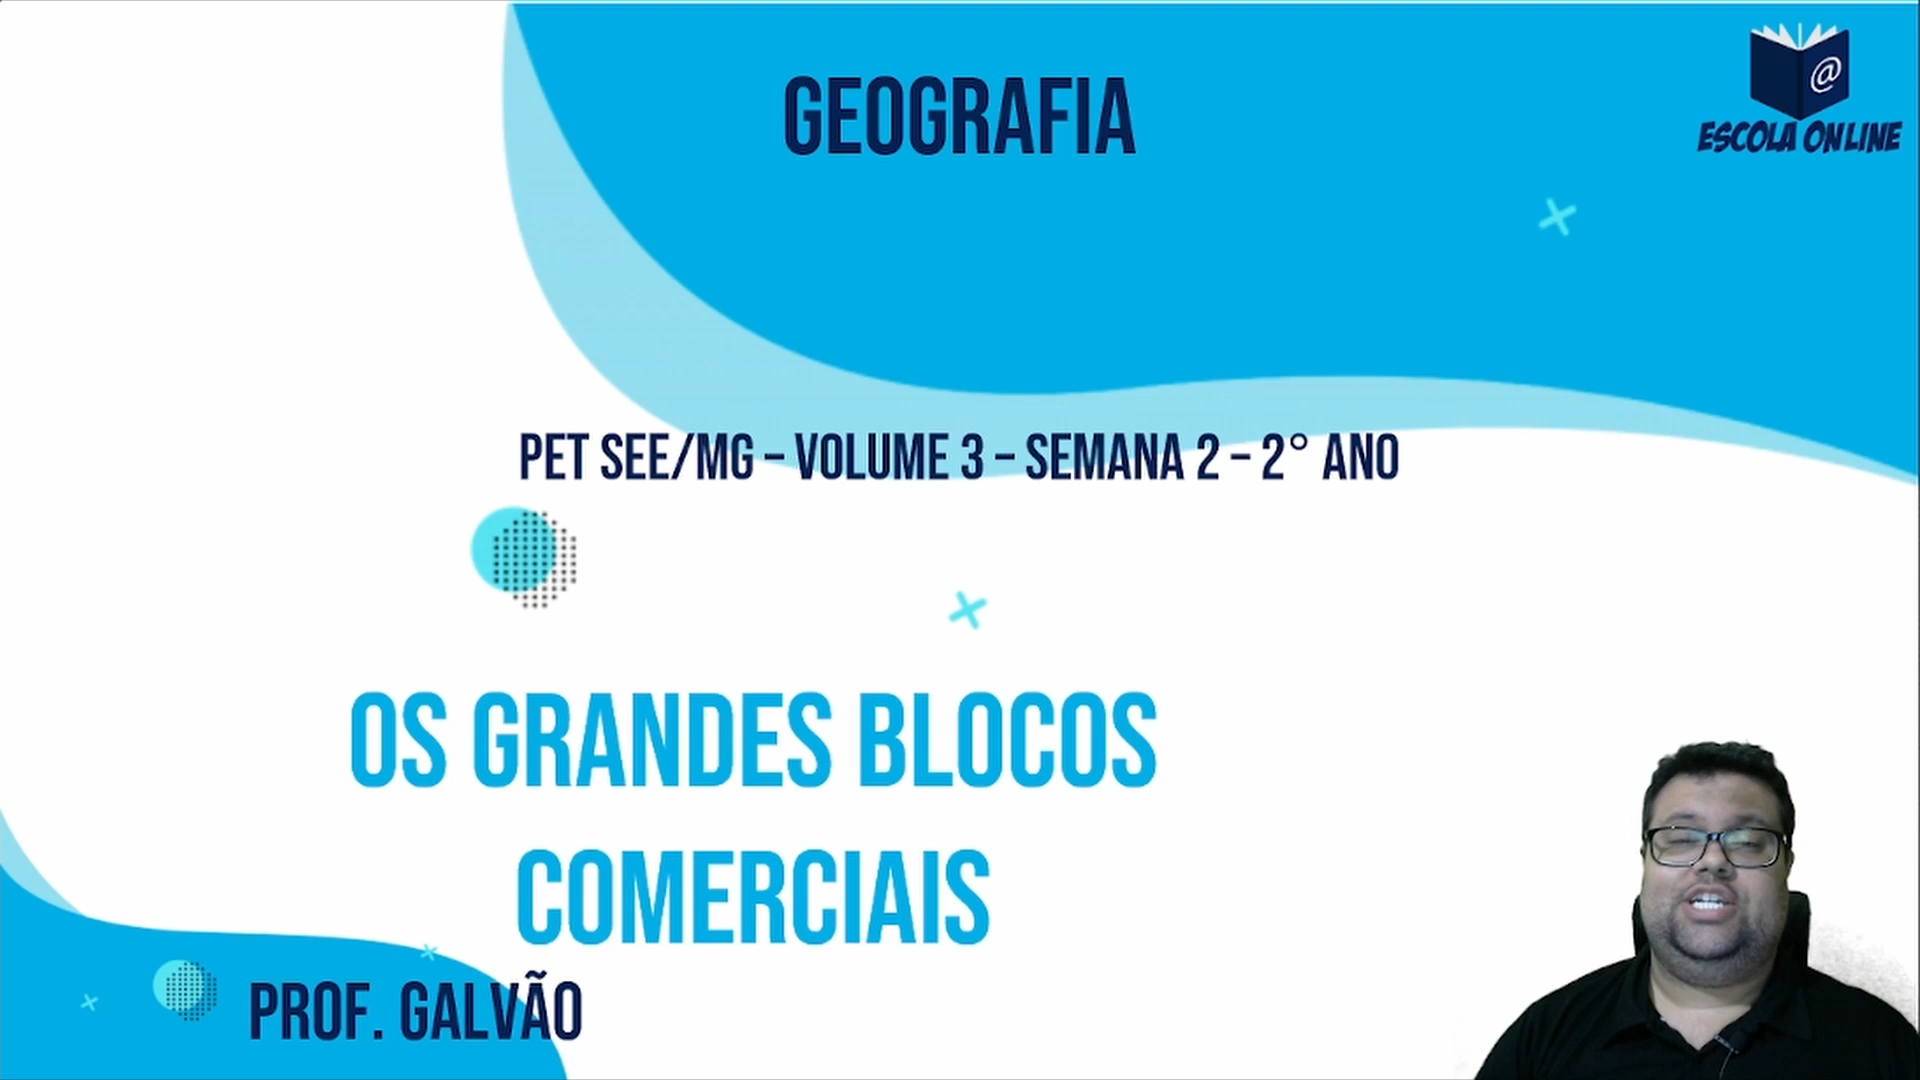 GEOGRAFIA
@
ESCOLA ONLINE
PET SEE/MG – VOLUME 3 – SEMANA 2 – 2° ANO
OS GRANDES BLOCOS
COMERCIAIS
PROF. GALVÃO